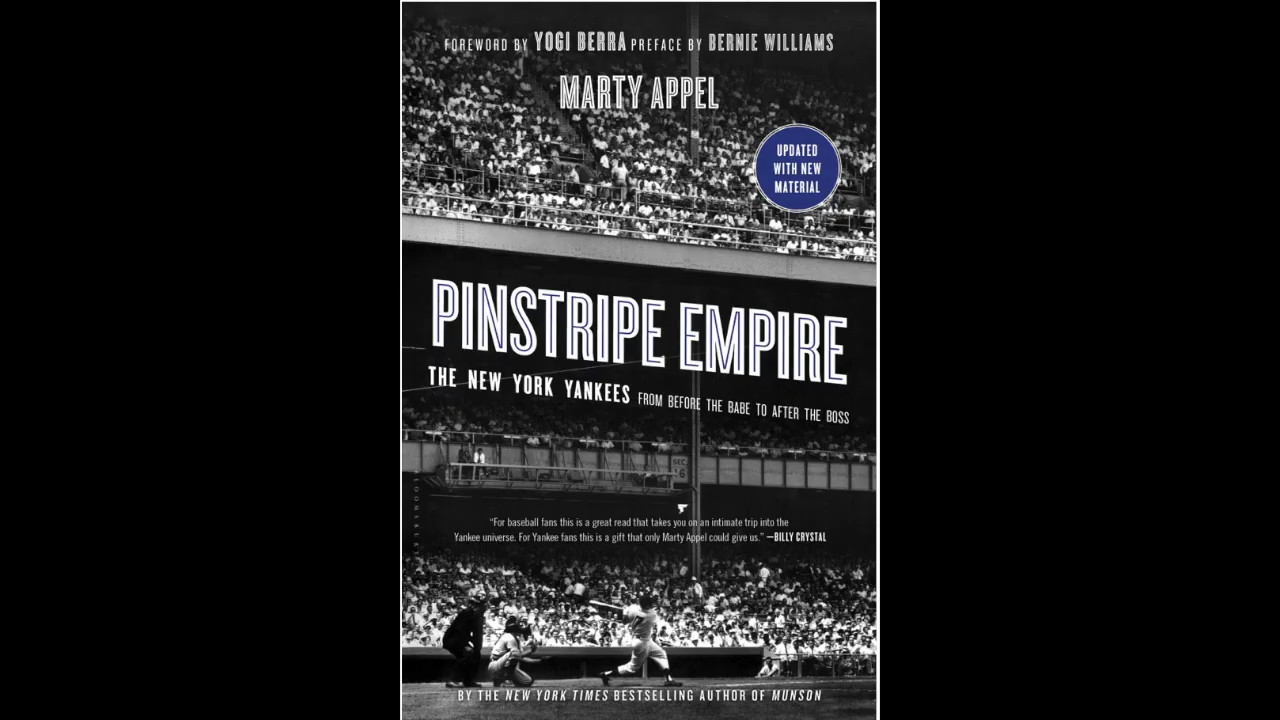 FOREWORD BY YOGI BERRA PREFACE BY BERNIE WILLIAMS
MARTY APPEL
UPDATED
WITH NEW
MATERIAL
PINSTRIPE EMPIRE
THE NEW YORK YANKEES FROM BEFORE THE BABE TO AFTER THE BOSS
SEC
16
BLOOMSBURY
“For baseball fans this is a great read that takes you on an intimate trip into the
Yankee universe. For Yankee fans this is a gift that only Marty Appel could give us.” —BILLY CRYSTAL
BY THE NEW YORK TIMES BESTSELLING AUTHOR OF MUNSON